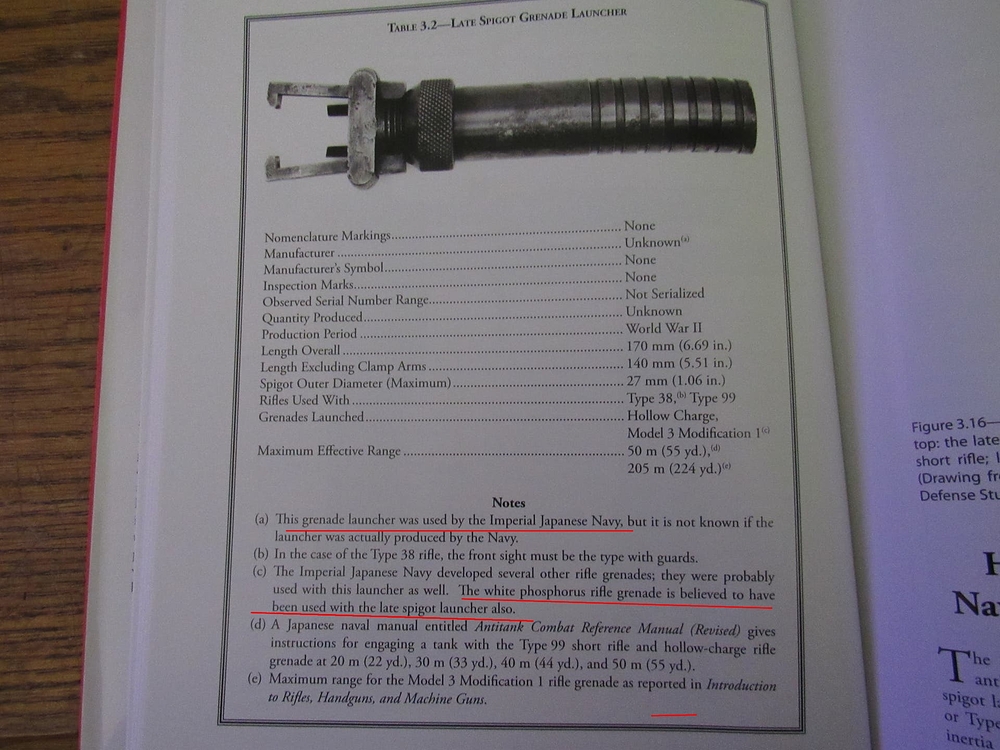 TABLE 3.2—LATE SPIGOT GRENADE LAUNCHER
Nomenclature Markings.......... None
Manufacturer .......... Unknown(a)
Manufacturer's Symbol.......... None
Inspection Marks.......... None
Observed Serial Number Range.......... Not Serialized
Quantity Produced.......... Unknown
Production Period .......... World War II
Length Overall .......... 170 mm (6.69 in.)
Length Excluding Clamp Arms .......... 140 mm (5.51 in.)
Spigot Outer Diameter (Maximum).......... 27 mm (1.06 in.)
Rifles Used With .......... Type 38,(b) Type 99
Grenades Launched.......... Hollow Charge,
Model 3 Modification 1(c)
Maximum Effective Range .......... 50 m (55 yd.),(d)
205 m (224 yd.)(e)
Notes
(a) This grenade launcher was used by the Imperial Japanese Navy, but it is not known if the
launcher was actually produced by the Navy.
(b) In the case of the Type 38 rifle, the front sight must be the type with guards.
(c) The Imperial Japanese Navy developed several other rifle grenades; they were probably
used with this launcher as well. The white phosphorus rifle grenade is believed to have
been used with the late spigot launcher also.
(d) A Japanese naval manual entitled Antitank Combat Reference Manual (Revised) gives
instructions for engaging a tank with the Type 99 short rifle and hollow-charge rifle
grenade at 20 m (22 yd.), 30 m (33 yd.), 40 m (44 yd.), and 50 m (55 yd.).
(e) Maximum range for the Model 3 Modification 1 rifle grenade as reported in Introduction
to Rifles, Handguns, and Machine Guns.
Figure 3.16—
top: the late
short rifle;
(Drawing
Defense
The
spigot
or Type
inertia